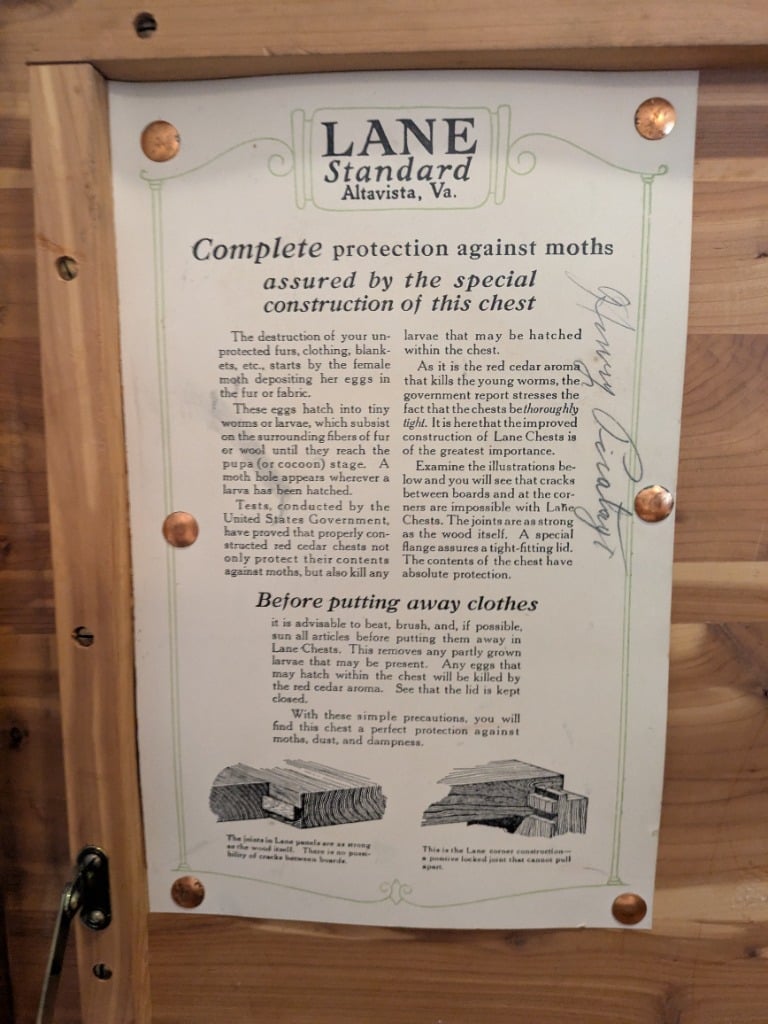 LANE
Standard
Altavista, Va.
Complete protection against moths
assured by the special
construction of this chest
The destruction of your un-
protected furs, clothing, blank-
ets, etc., starts by the female
moth depositing her eggs in
the fur or fabric.
These eggs hatch into tiny
worms or larvae, which subsist
on the surrounding fibers of fur
or wool until they reach the
pupa (or cocoon) stage. A
moth hole appears wherever a
larva has been hatched.
Tests, conducted by the
United States Government,
have proved that properly con-
structed red cedar chests not
only protect their contents
against moths, but also kill any
larvae that may be hatched
within the chest.
As it is the red cedar aroma
that kills the young worms, the
government report stresses the
fact that the chests be thoroughly
tight. It is here that the improved
construction of Lane Chests is
of the greatest importance.
Examine the illustrations be-
low and you will see that cracks
between boards and at the cor-
ners are impossible with Lane
Chests. The joints are as strong
as the wood itself. A special
flange assures a tight-fitting lid.
The contents of the chest have
absolute protection.
Henry
Before putting away clothes
it is advisable to beat, brush, and, if possible,
sun all articles before putting them away in
Lane Chests. This removes any partly grown
larvae that may be present. Any eggs that
may hatch within the chest will be killed by
the red cedar aroma. See that the lid is kept
closed.
With these simple precautions, you will
find this chest a perfect protection against
moths, dust, and dampness.
The joints in Lane panels are as strong
as the wood itself. There is no possi-
bility of cracks between boards.
This is the Lane corner construction—
a positive locked joint that cannot pull
apart.